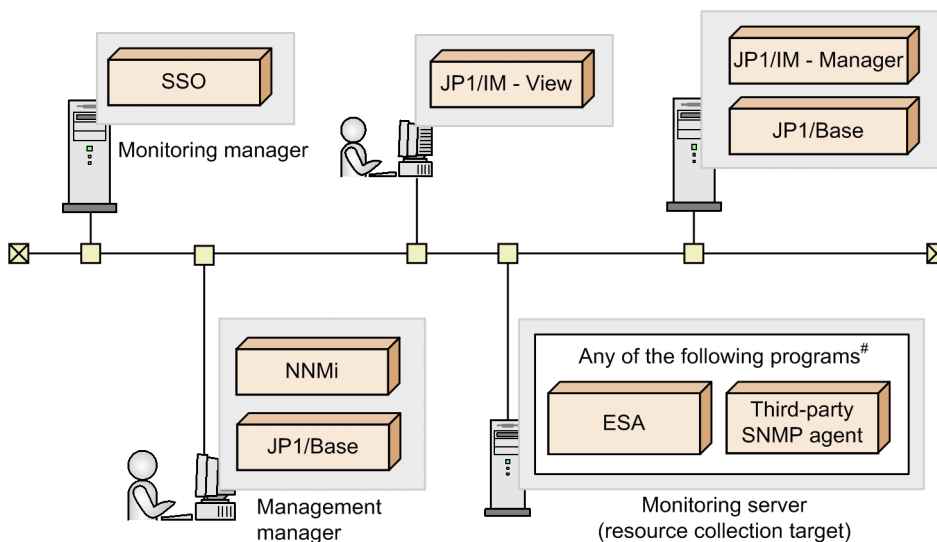 SSO
Monitoring manager
JP1/IM - View
JP1/IM - Manager
JP1/Base
NNMi
JP1/Base
Management
manager
Any of the following programs#
ESA
Third-party
SNMP agent
Monitoring server
(resource collection target)